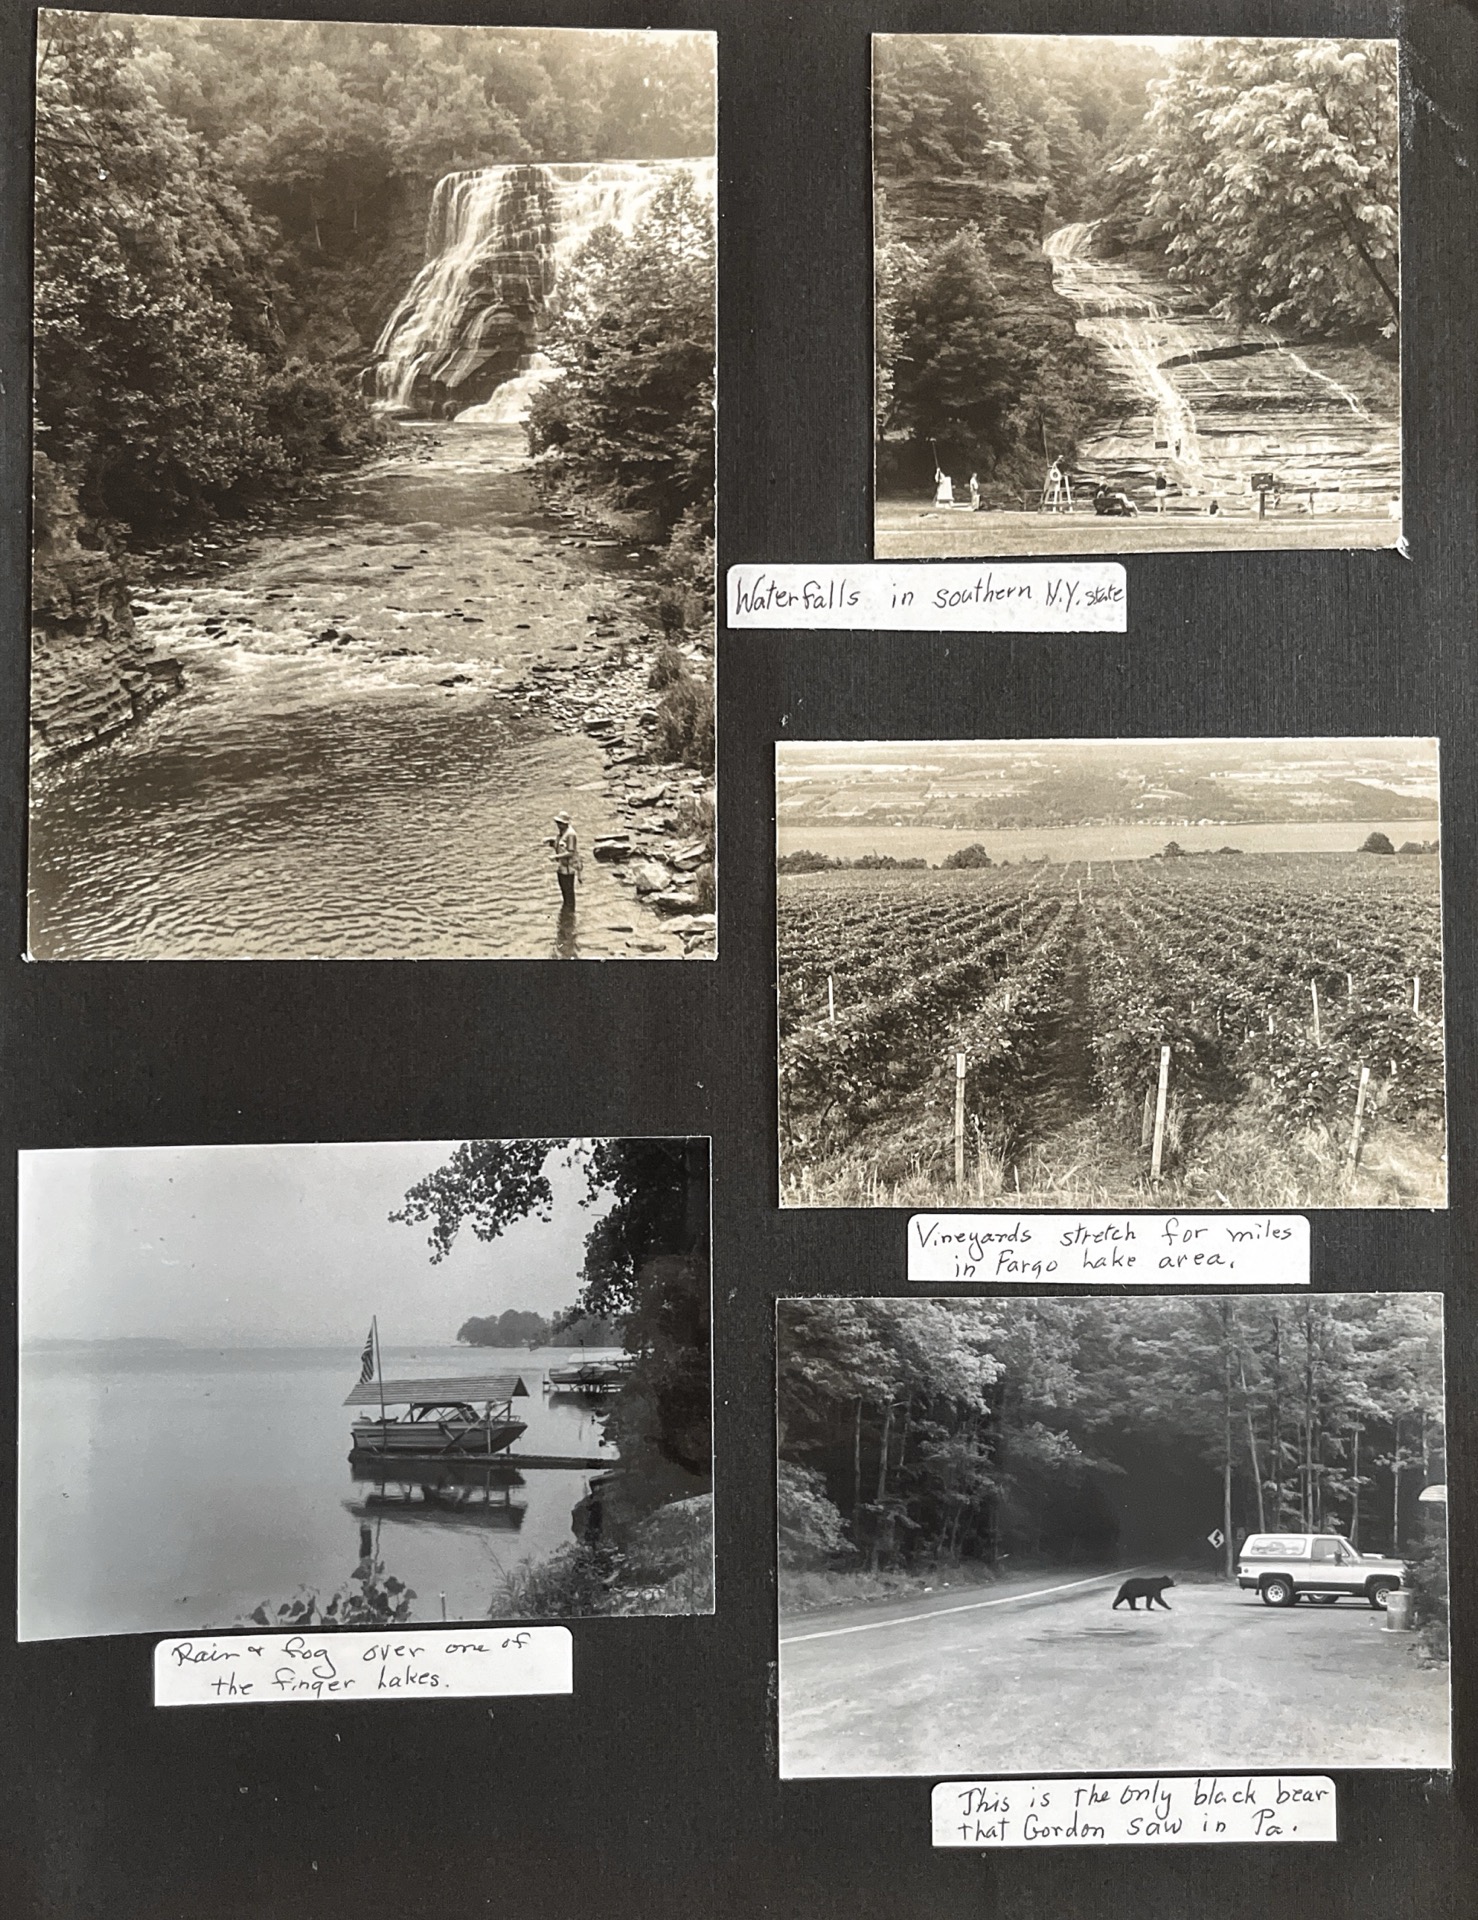 Waterfalls in southern N.Y. state
Vineyards stretch for miles
in Fargo Lake area.
Rain & fog over one of
the finger Lakes.
This is the only black bear
that Gordon saw in Pa.